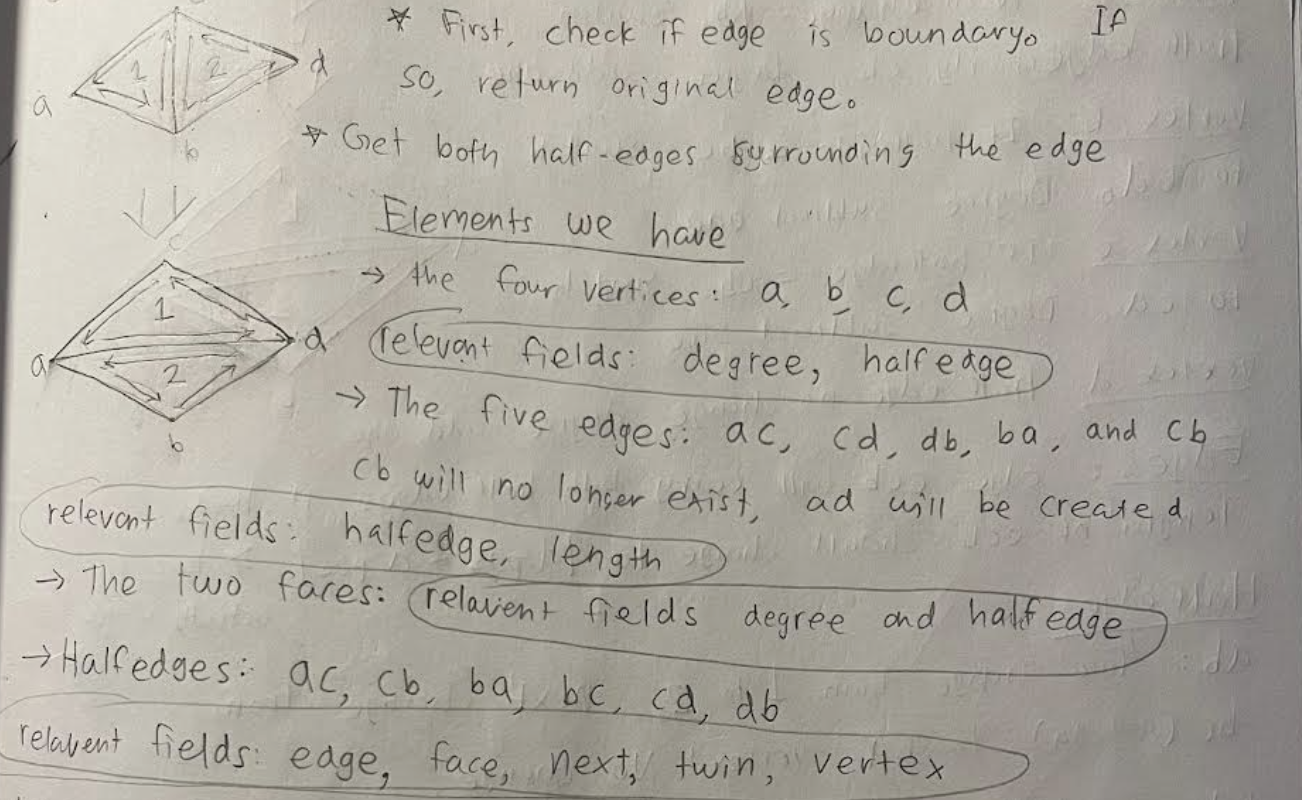 * First, check if edge is boundary. If
so, return original edge.
* Get both half-edges surrounding the edge
Elements we have
→ the four vertices: a, b, c, d
relevant fields: degree, halfedge
→ The five edges: ac, cd, db, ba, and cb
cb will no longer exist, ad will be created
relevant fields: halfedge, length
→ The two faces: relavent fields degree and halfedge
→ Halfedges: ac, cb, ba, bc, cd, db
relavent fields: edge, face, next, twin, vertex
1 2
a
d
b
c
1
a
d
2
b